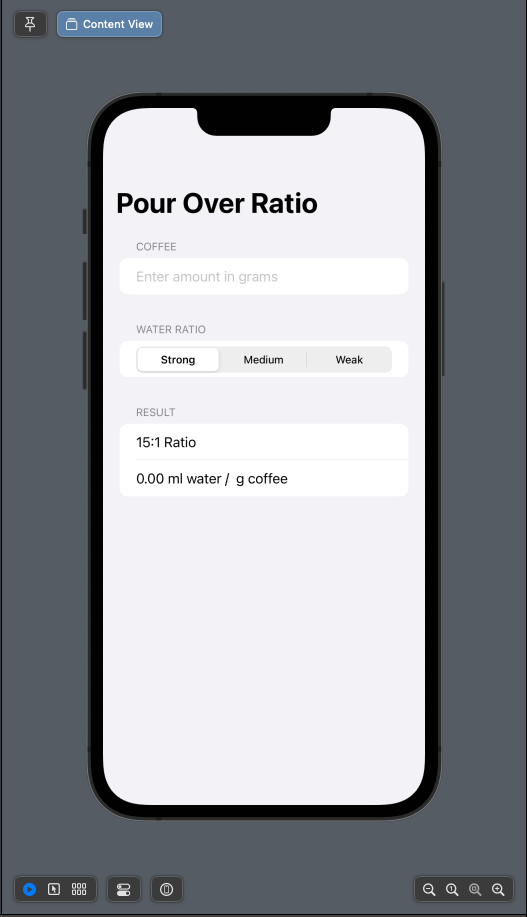 Content View
Pour Over Ratio
COFFEE
Enter amount in grams
WATER RATIO
Strong Medium Weak
RESULT
15:1 Ratio
0.00 ml water /  g coffee
1